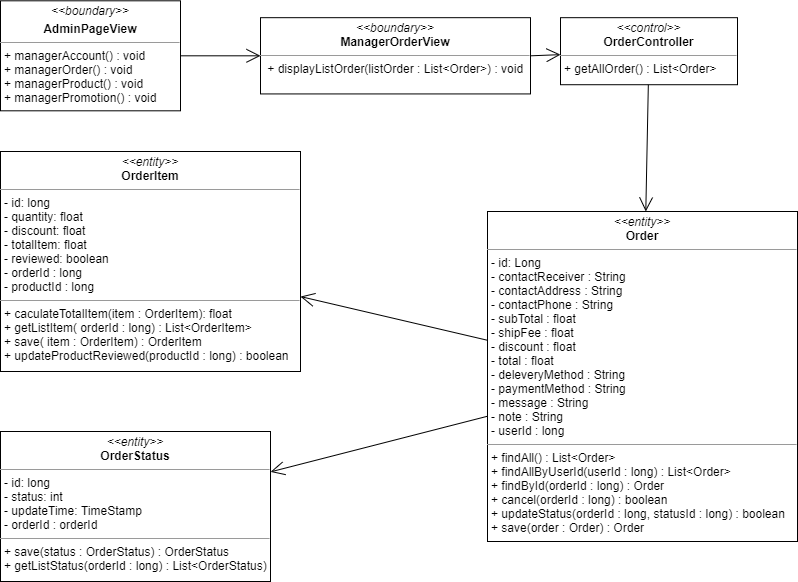 <<boundary>>
AdminPageView
+ managerAccount() : void
+ managerOrder() : void
+ managerProduct() : void
+ managerPromotion() : void
<<boundary>>
ManagerOrderView
+ displayListOrder(listOrder : List<Order>) : void
<<control>>
OrderController
+ getAllOrder() : List<Order>
<<entity>>
OrderItem
- id: long
- quantity: float
- discount: float
- totalItem: float
- reviewed: boolean
- orderId : long
- productId : long
+ caculateTotalItem(item : OrderItem): float
+ getListItem( orderId : long) : List<OrderItem>
+ save( item : OrderItem) : OrderItem
+ updateProductReviewed(productId : long) : boolean
<<entity>>
Order
- id: Long
- contactReceiver : String
- contactAddress : String
- contactPhone : String
- subTotal : float
- shipFee : float
- discount : float
- total : float
- deleveryMethod : String
- paymentMethod : String
- message : String
- note : String
- userId : long
+ findAll() : List<Order>
+ findAllByUserId(userId : long) : List<Order>
+ findById(orderId : long) : Order
+ cancel(orderId : long) : boolean
+ updateStatus(orderId : long, statusId : long) : boolean
+ save(order : Order) : Order
<<entity>>
OrderStatus
- id: long
- status: int
- updateTime: TimeStamp
- orderId : orderId
+ save(status : OrderStatus) : OrderStatus
+ getListStatus(orderId : long) : List<OrderStatus)